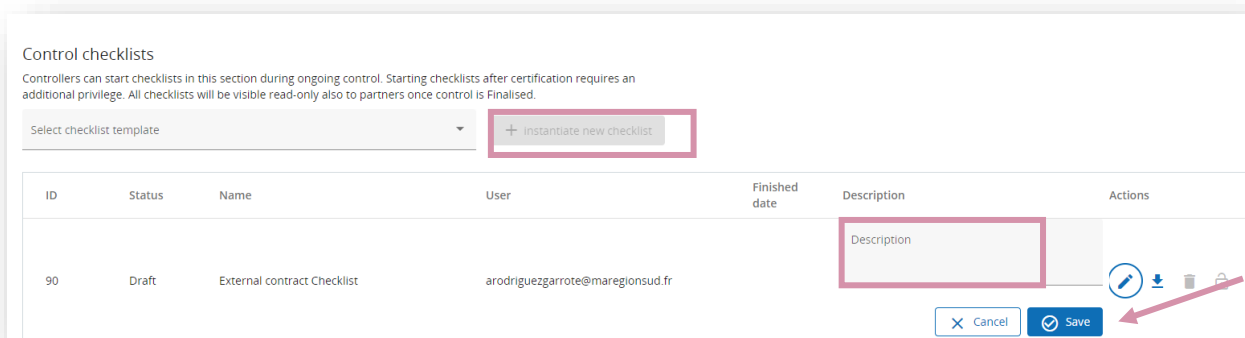 Control checklists
Controllers can start checklists in this section during ongoing control. Starting checklists after certification requires an
additional privilege. All checklists will be visible read-only also to partners once control is Finalised.
Select checklist template
+ instantiate new checklist
ID Status Name User Finished date Description Actions
Description
90 Draft External contract Checklist arodriguezgarrote@maregionsud.fr
Cancel Save